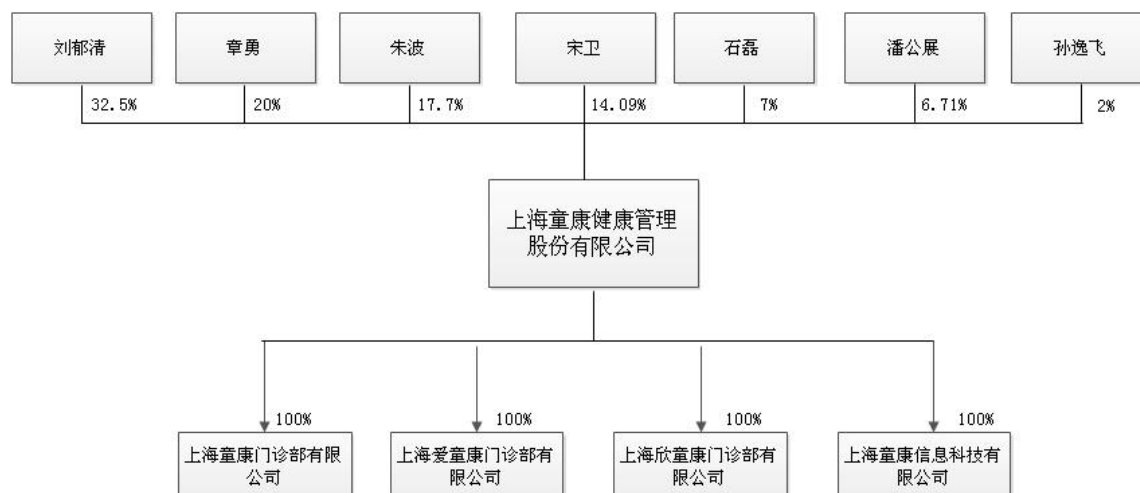 刘郁清
章勇
朱波
宋卫
石磊
潘公展
孙逸飞
32.5%
20%
17.7%
14.09%
7%
6.71%
2%
上海童康健康管理
股份有限公司
100%
100%
100%
100%
上海童康门诊部有限
公司
上海爱童康门诊部有
限公司
上海欣童康门诊部有
限公司
上海童康信息科技有
限公司